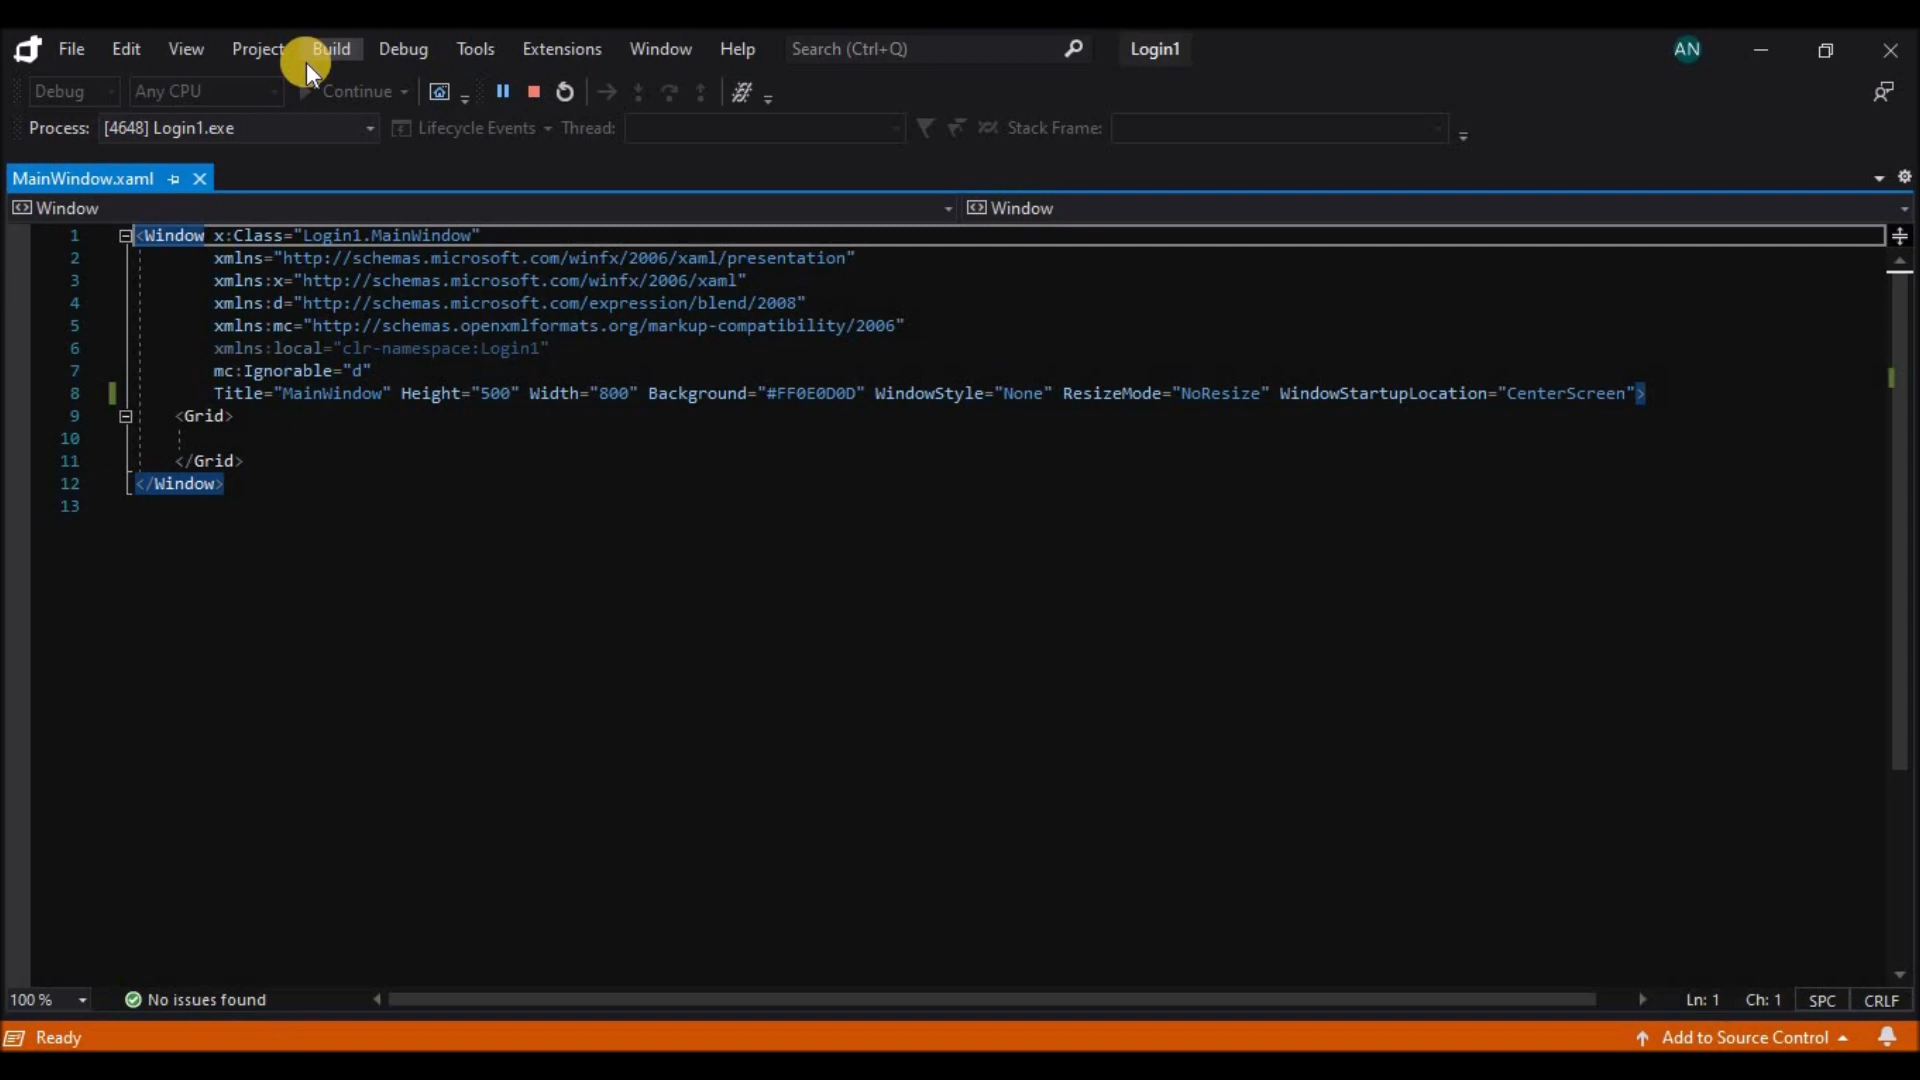 File Edit View Project Build Debug Tools Extensions Window Help Search (Ctrl+Q) Login1 AN
Debug Any CPU Continue
Process: [4648] Login1.exe Lifecycle Events Thread: Stack Frame:
MainWindow.xaml
Window Window
1 <Window x:Class="Login1.MainWindow"
2 xmlns="http://schemas.microsoft.com/winfx/2006/xaml/presentation"
3 xmlns:x="http://schemas.microsoft.com/winfx/2006/xaml"
4 xmlns:d="http://schemas.microsoft.com/expression/blend/2008"
5 xmlns:mc="http://schemas.openxmlformats.org/markup-compatibility/2006"
6 xmlns:local="clr-namespace:Login1"
7 mc:Ignorable="d"
8 Title="MainWindow" Height="500" Width="800" Background="#FF0E0D0D" WindowStyle="None" ResizeMode="NoResize" WindowStartupLocation="CenterScreen">
9 <Grid>
10
11 </Grid>
12 </Window>
13
100 % No issues found Ln: 1 Ch: 1 SPC CRLF
Ready Add to Source Control